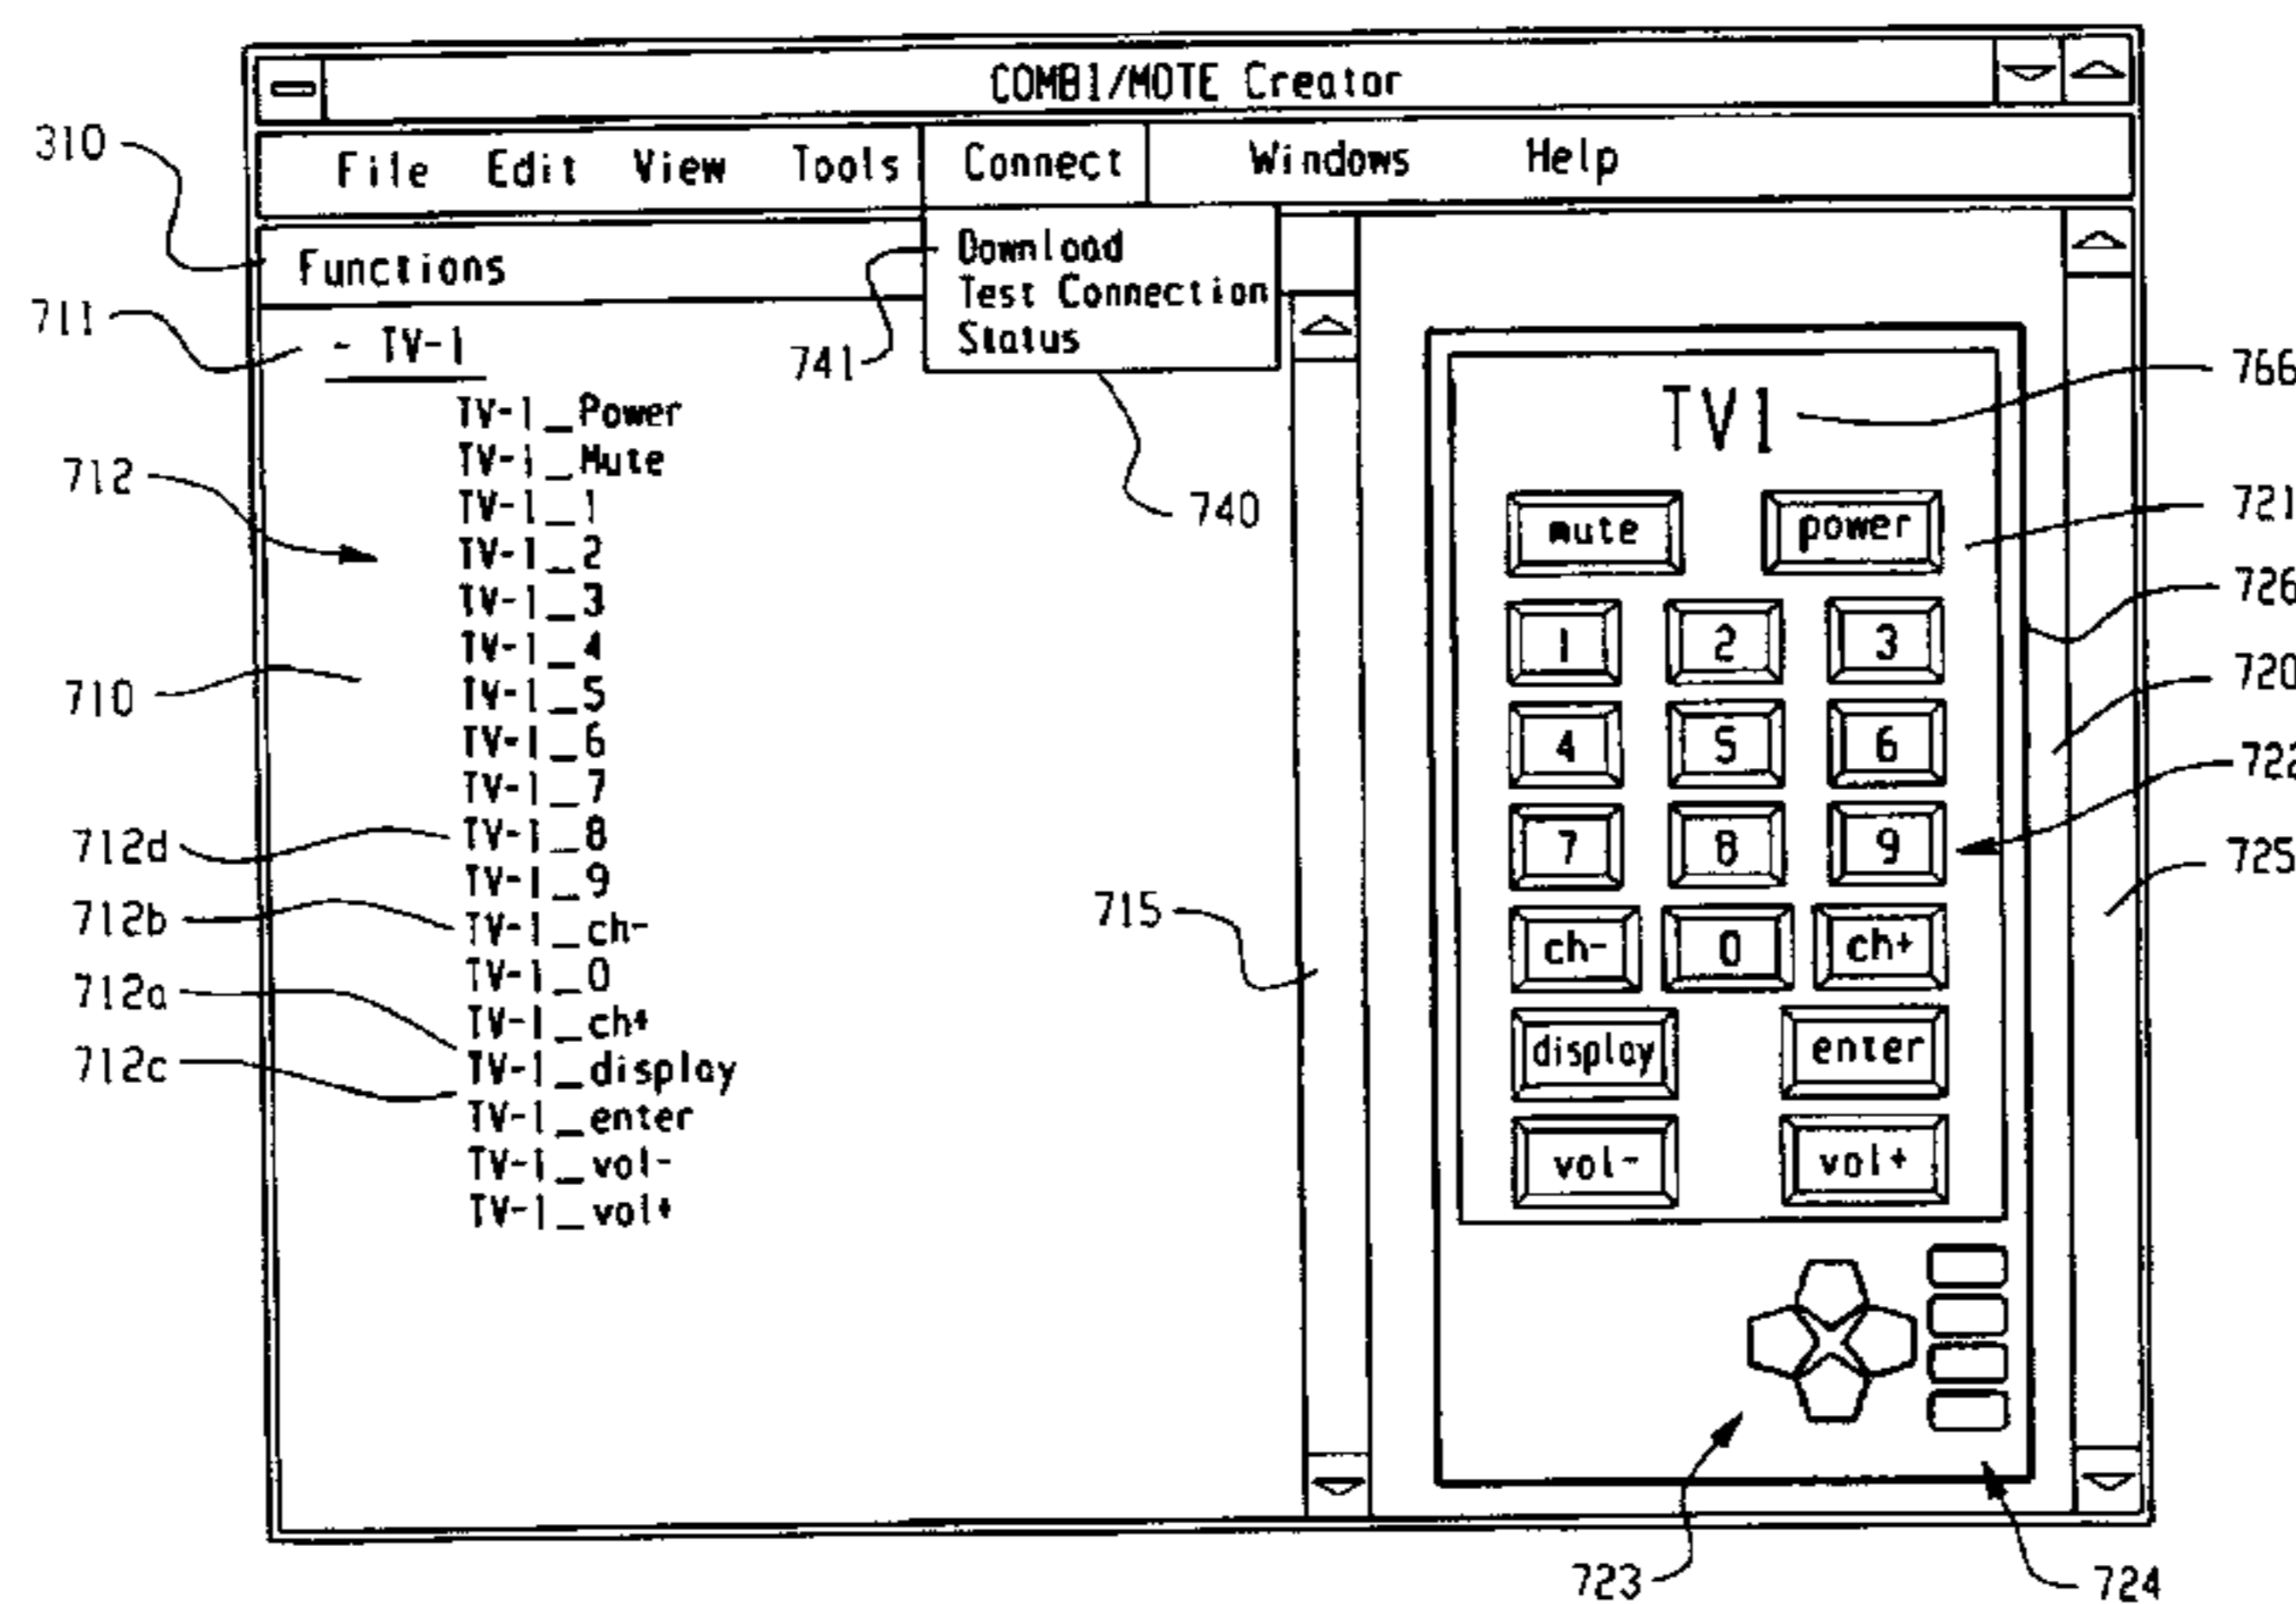 COMB1/MOTE Creator
File Edit View Tools Connect Windows Help
310
Functions
Download
Test Connection
Status
741
740
711
- TV-1
TV-1_Power
TV-1_Mute
TV-1_1
TV-1_2
TV-1_3
TV-1_4
TV-1_5
TV-1_6
TV-1_7
TV-1_8
TV-1_9
TV-1_ch-
TV-1_0
TV-1_ch+
TV-1_display
TV-1_enter
TV-1_vol-
TV-1_vol+
712
710
712d
712b
712a
712c
715
TV1
mute power
1 2 3
4 5 6
7 8 9
ch- 0 ch+
display enter
vol- vol+
766
721
726
720
722
725
723
724